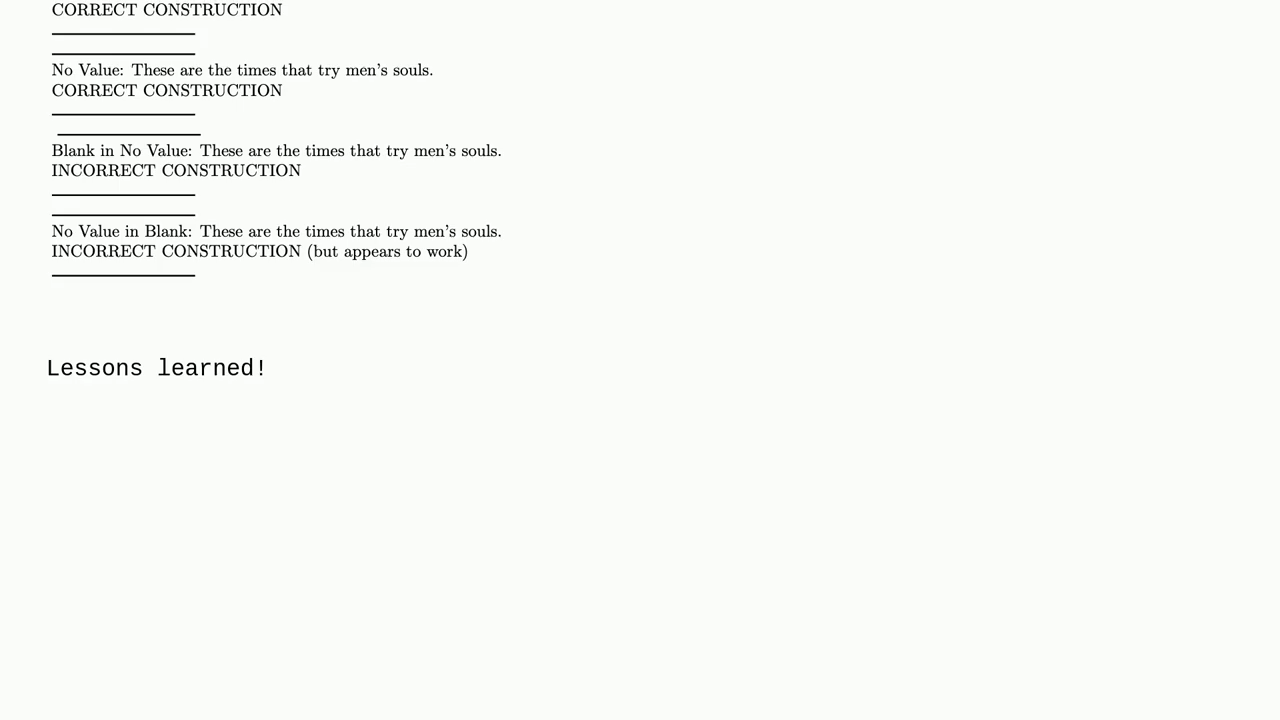 CORRECT CONSTRUCTION
No Value: These are the times that try men's souls.
CORRECT CONSTRUCTION
Blank in No Value: These are the times that try men's souls.
INCORRECT CONSTRUCTION
No Value in Blank: These are the times that try men's souls.
INCORRECT CONSTRUCTION (but appears to work)
Lessons learned!